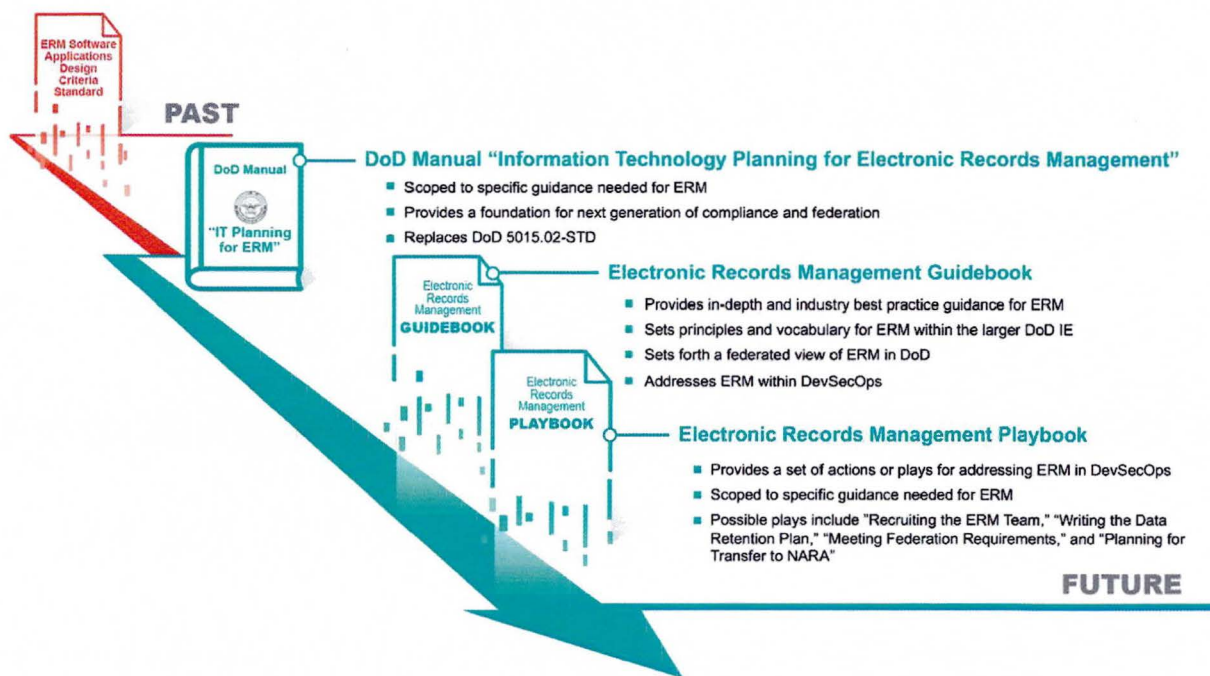 ERM Software
Applications
Design
Criteria
Standard
PAST
DoD Manual
"IT Planning
for ERM"
DoD Manual “Information Technology Planning for Electronic Records Management”
■ Scoped to specific guidance needed for ERM
■ Provides a foundation for next generation of compliance and federation
■ Replaces DoD 5015.02-STD
Electronic
Records
Management
GUIDEBOOK
Electronic Records Management Guidebook
■ Provides in-depth and industry best practice guidance for ERM
■ Sets principles and vocabulary for ERM within the larger DoD IE
■ Sets forth a federated view of ERM in DoD
■ Addresses ERM within DevSecOps
Electronic
Records
Management
PLAYBOOK
Electronic Records Management Playbook
■ Provides a set of actions or plays for addressing ERM in DevSecOps
■ Scoped to specific guidance needed for ERM
■ Possible plays include "Recruiting the ERM Team," “Writing the Data
Retention Plan,” “Meeting Federation Requirements,” and “Planning for
Transfer to NARA”
FUTURE